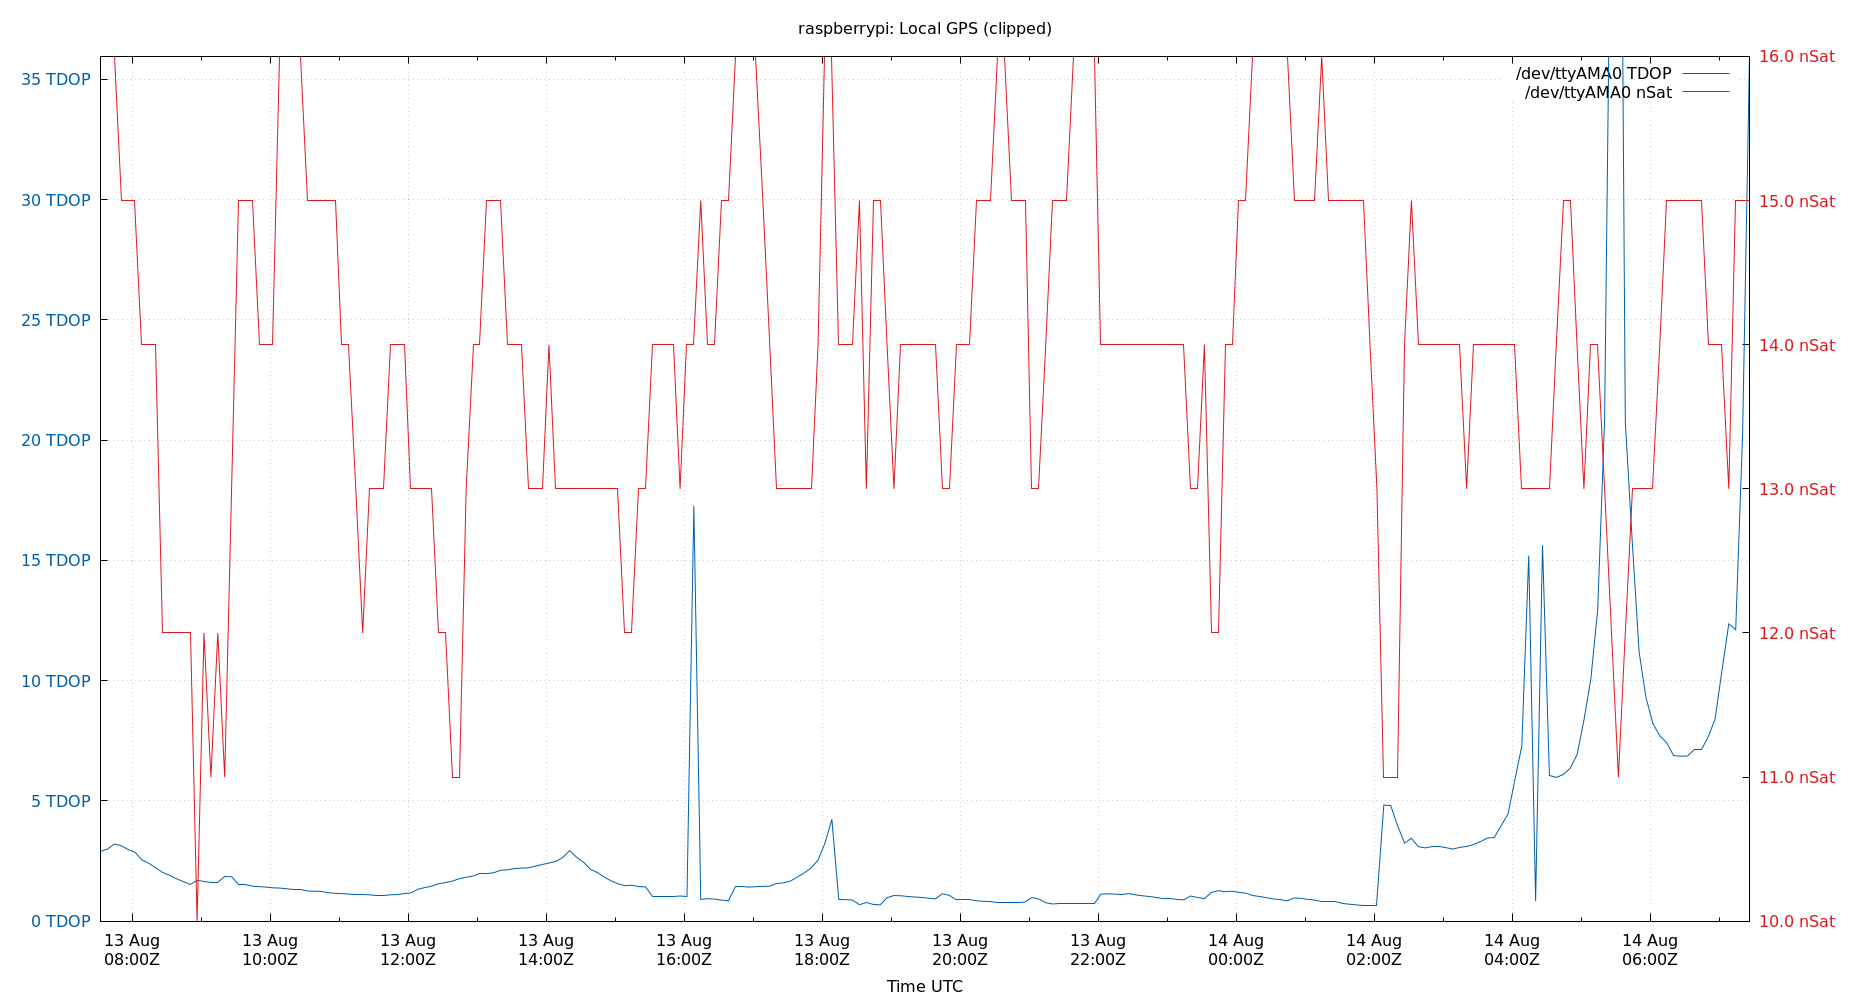 raspberrypi: Local GPS (clipped)
16.0 nSat
35 TDOP
/dev/ttyAMA0 TDOP
/dev/ttyAMA0 nSat
30 TDOP
15.0 nSat
25 TDOP
14.0 nSat
20 TDOP
13.0 nSat
15 TDOP
12.0 nSat
10 TDOP
11.0 nSat
5 TDOP
0 TDOP
10.0 nSat
13 Aug 13 Aug 13 Aug 13 Aug 13 Aug 13 Aug 13 Aug 13 Aug 14 Aug 14 Aug 14 Aug 14 Aug
08:00Z 10:00Z 12:00Z 14:00Z 16:00Z 18:00Z 20:00Z 22:00Z 00:00Z 02:00Z 04:00Z 06:00Z
Time UTC